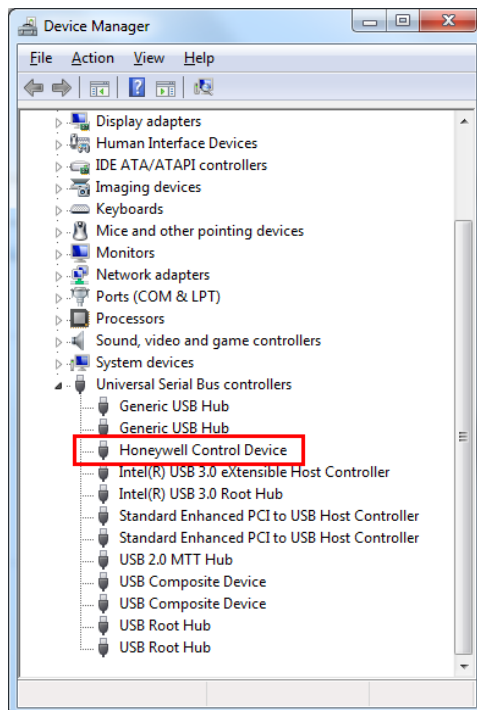 Device Manager
File Action View Help
Display adapters
Human Interface Devices
IDE ATA/ATAPI controllers
Imaging devices
Keyboards
Mice and other pointing devices
Monitors
Network adapters
Ports (COM & LPT)
Processors
Sound, video and game controllers
System devices
Universal Serial Bus controllers
Generic USB Hub
Generic USB Hub
Honeywell Control Device
Intel(R) USB 3.0 eXtensible Host Controller
Intel(R) USB 3.0 Root Hub
Standard Enhanced PCI to USB Host Controller
Standard Enhanced PCI to USB Host Controller
USB 2.0 MTT Hub
USB Composite Device
USB Composite Device
USB Root Hub
USB Root Hub